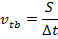 v_tb = S / Δt